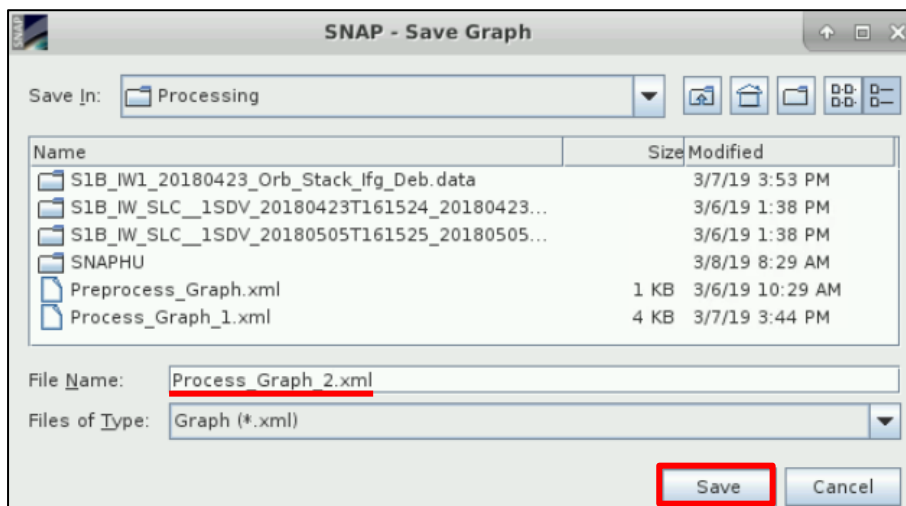 SNAP
SNAP - Save Graph
Save In: Processing
Name Size Modified
S1B_IW1_20180423_Orb_Stack_Ifg_Deb.data 3/7/19 3:53 PM
S1B_IW_SLC__1SDV_20180423T161524_20180423... 3/6/19 1:38 PM
S1B_IW_SLC__1SDV_20180505T161525_20180505... 3/6/19 1:38 PM
SNAPHU 3/8/19 8:29 AM
Preprocess_Graph.xml 1 KB 3/6/19 10:29 AM
Process_Graph_1.xml 4 KB 3/7/19 3:44 PM
File Name: Process_Graph_2.xml
Files of Type: Graph (*.xml)
Save Cancel